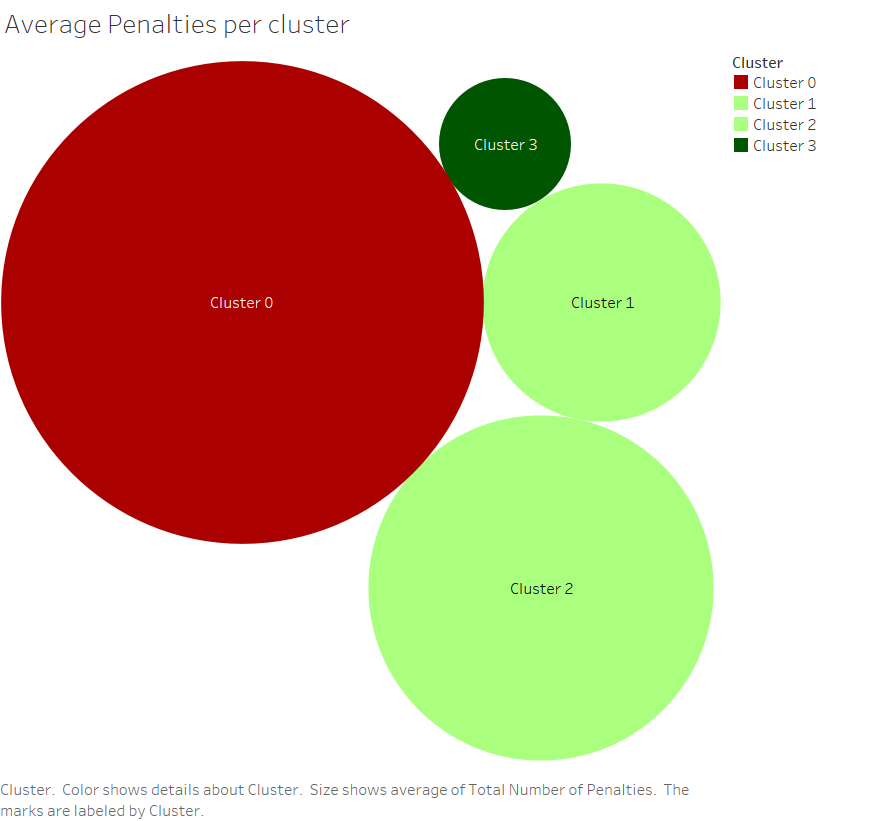 Average Penalties per cluster
Cluster
Cluster 0
Cluster 1
Cluster 2
Cluster 3
Cluster 3
Cluster 0
Cluster 1
Cluster 2
Cluster.  Color shows details about Cluster.  Size shows average of Total Number of Penalties.  The
marks are labeled by Cluster.